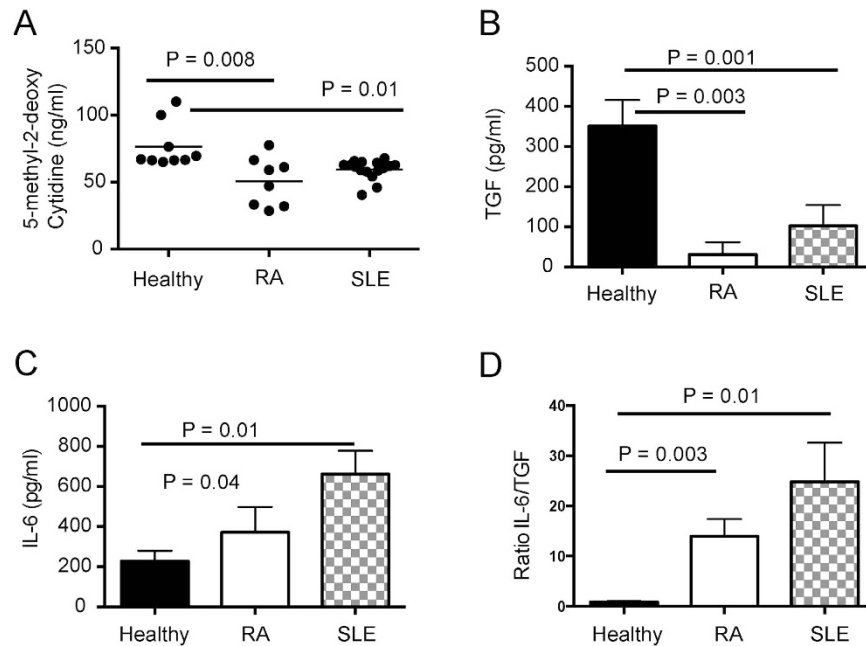 A
5-methyl-2-deoxy
Cytidine (ng/ml)
150
100
50
0
P = 0.008
P = 0.01
Healthy
RA
SLE
B
TGF (pg/ml)
500
400
300
200
100
0
P = 0.001
P = 0.003
Healthy
RA
SLE
C
IL-6 (pg/ml)
1000
800
600
400
200
0
P = 0.01
P = 0.04
Healthy
RA
SLE
D
Ratio IL-6/TGF
40
30
20
10
0
P = 0.01
P = 0.003
Healthy
RA
SLE